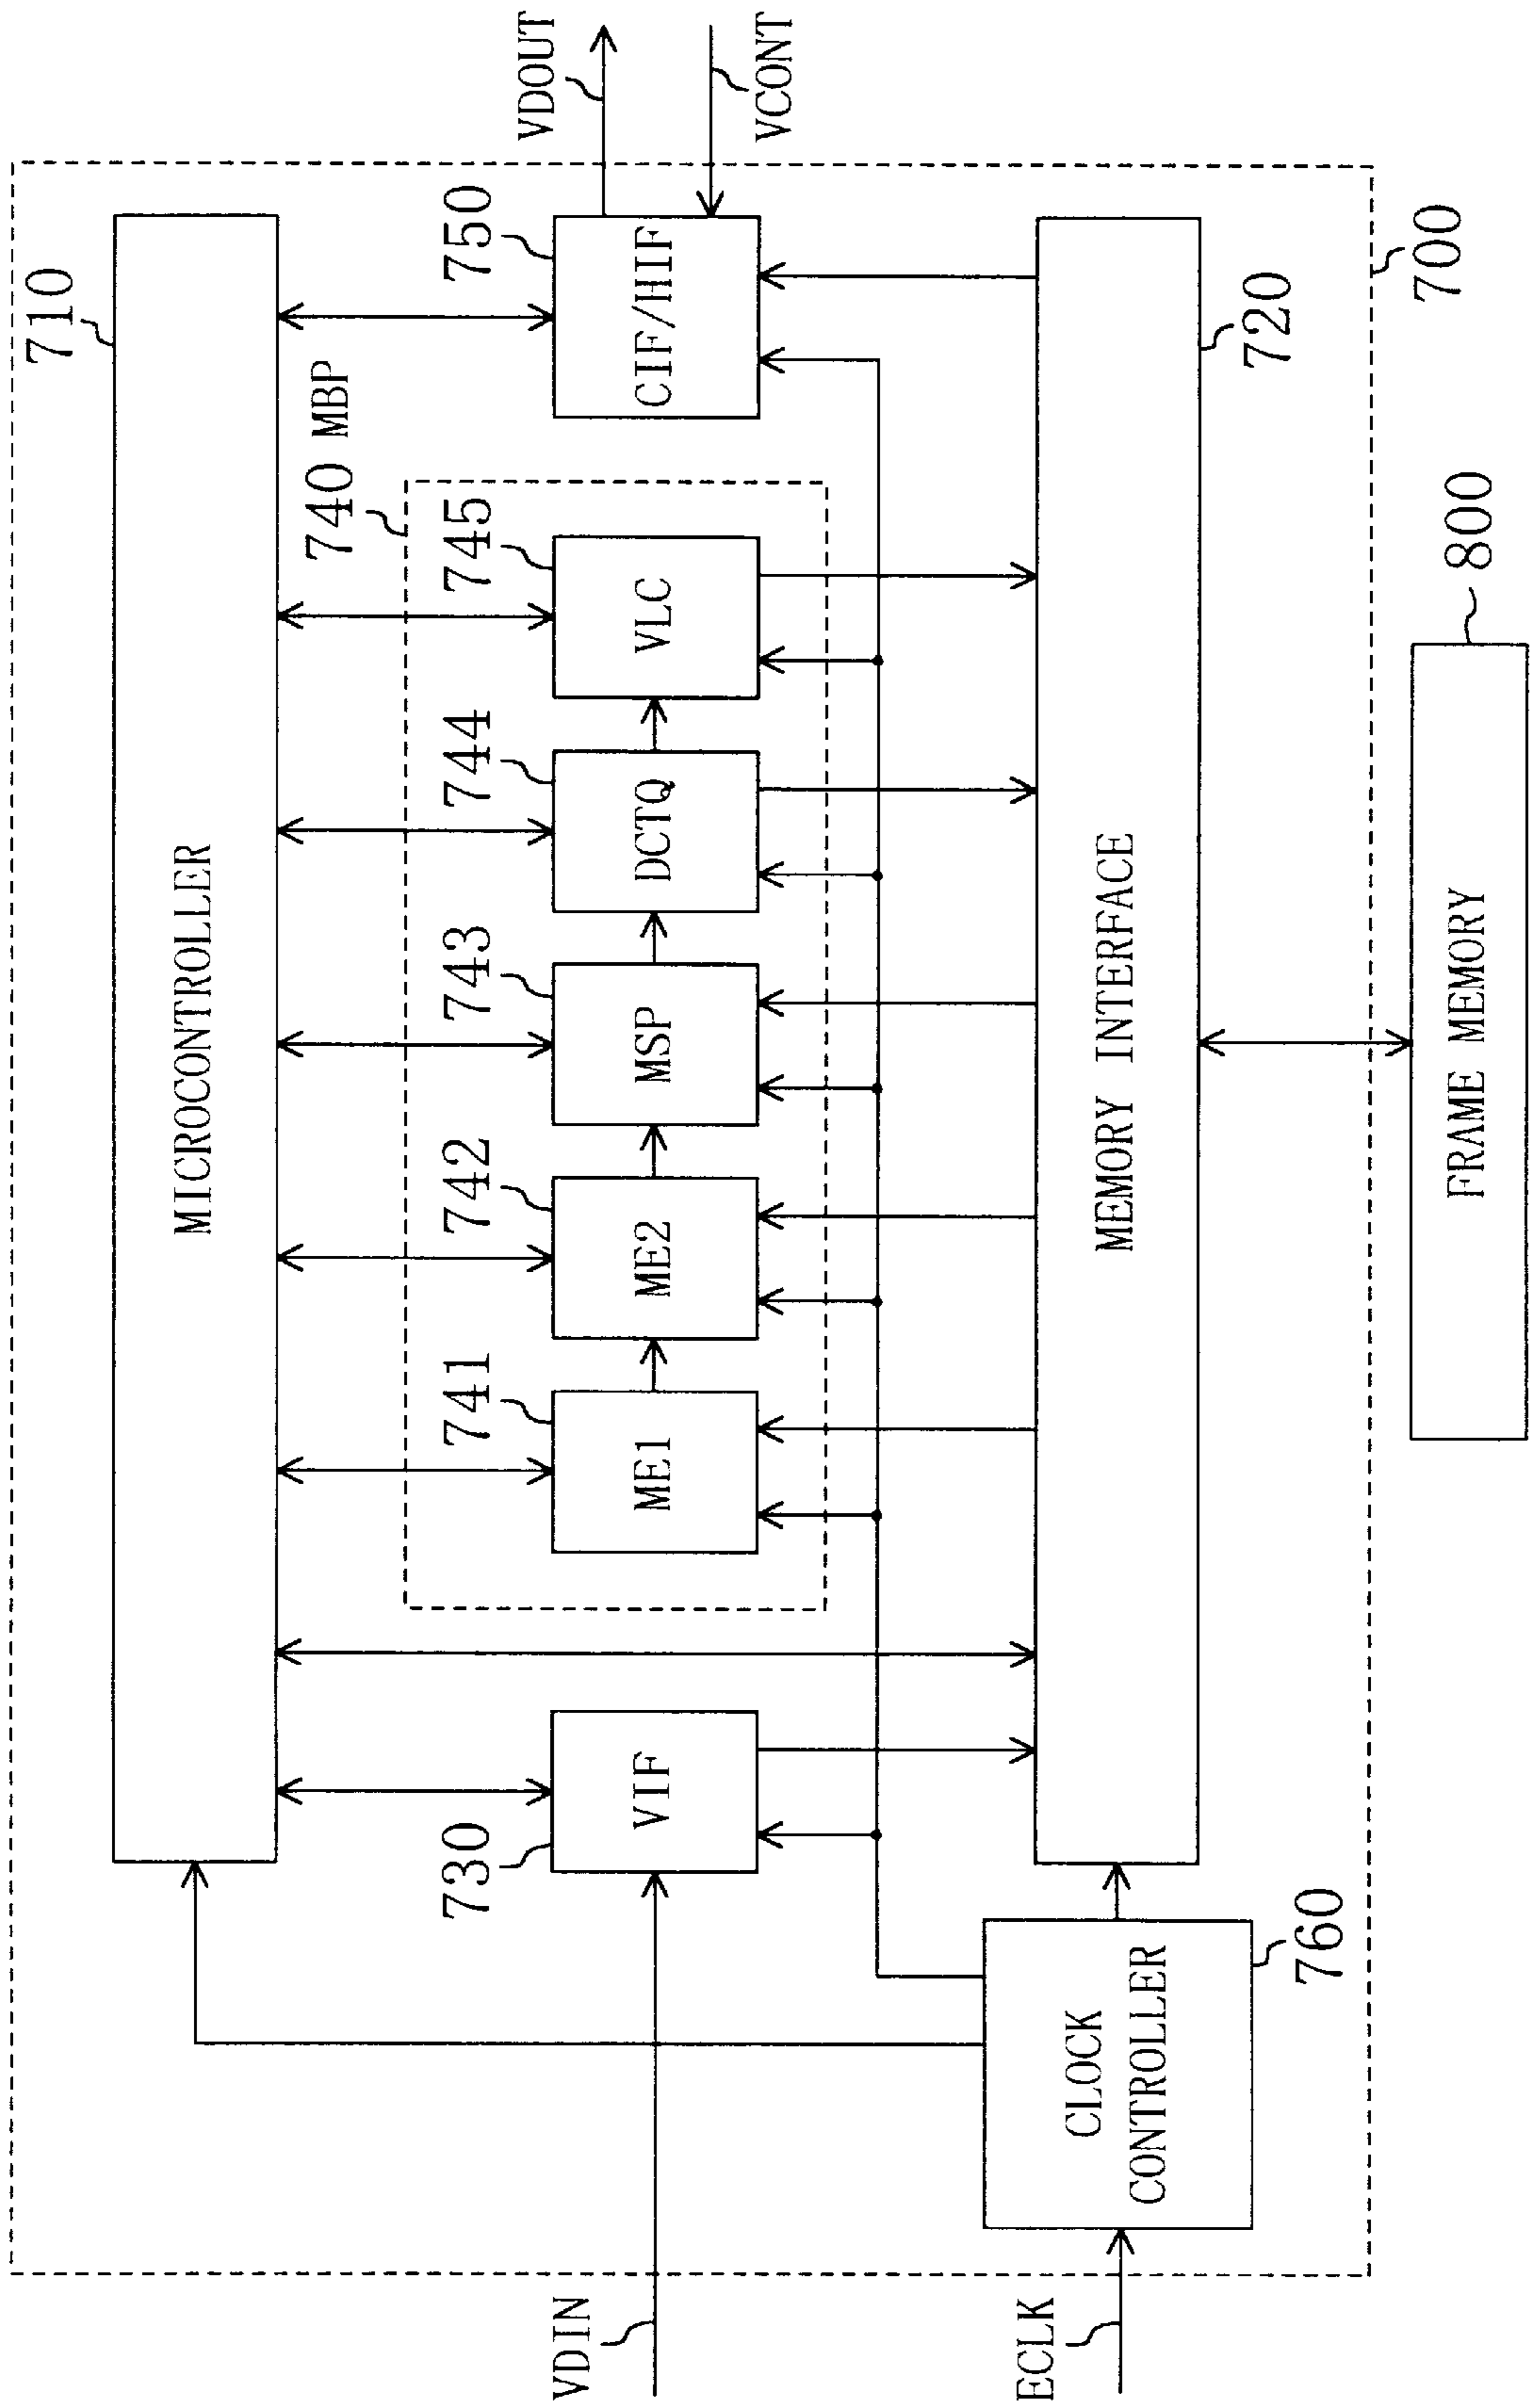 710
MICROCONTROLLER
740 MBP
730
741
742
743
744
745
750
VIF
ME1
ME2
MSP
DCTQ
VLC
CIF/HIF
VDIN
VDOUT
VCONT
ECLK
CLOCK
CONTROLLER
760
MEMORY INTERFACE
720
700
FRAME MEMORY
800